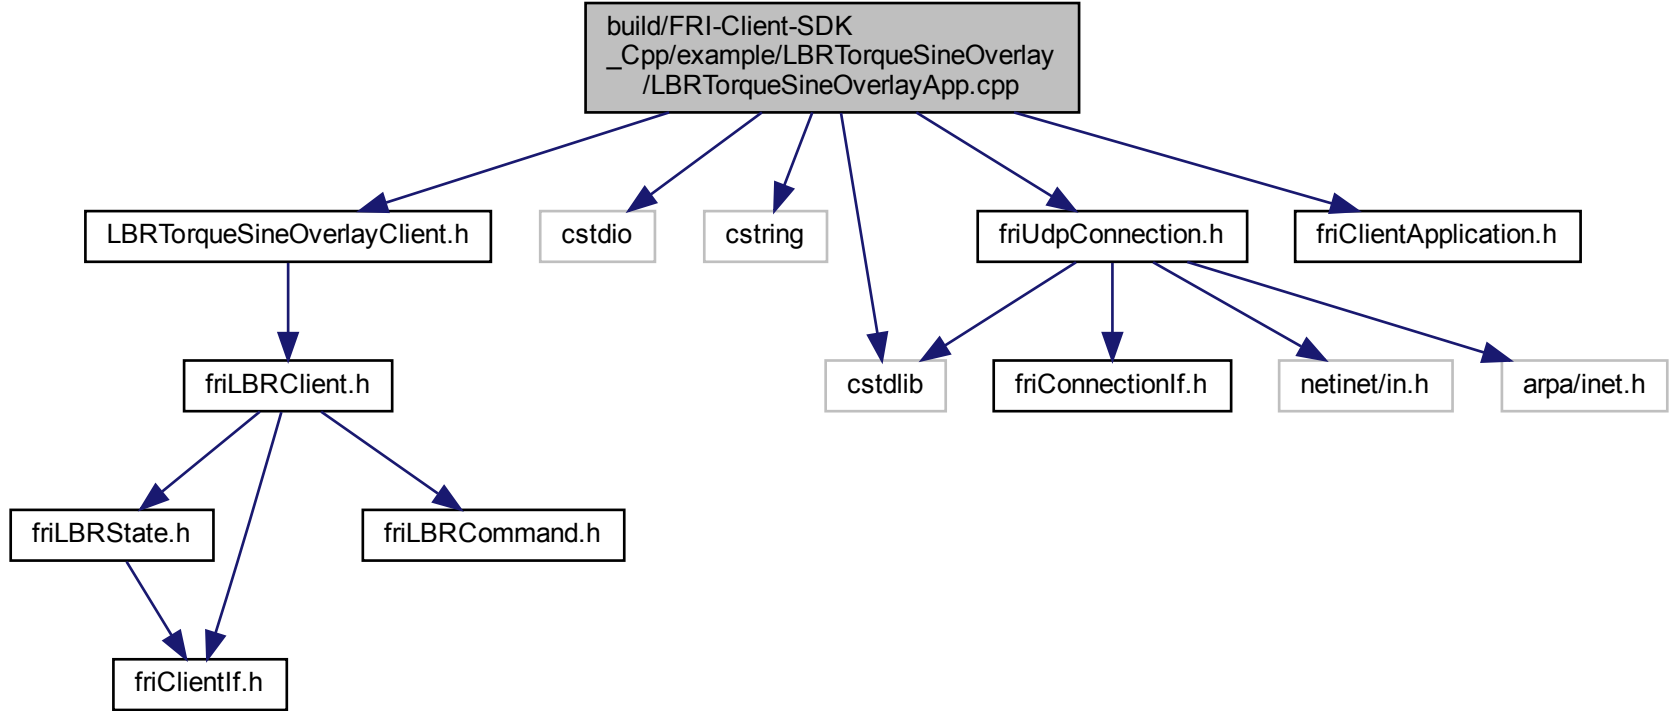 build/FRI-Client-SDK
_Cpp/example/LBRTorqueSineOverlay
/LBRTorqueSineOverlayApp.cpp
LBRTorqueSineOverlayClient.h
cstdio
cstring
friUdpConnection.h
friClientApplication.h
friLBRClient.h
cstdlib
friConnectionIf.h
netinet/in.h
arpa/inet.h
friLBRState.h
friLBRCommand.h
friClientIf.h